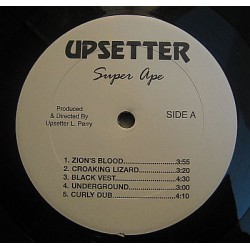 UPSETTER
Super Ape
Produced
& Directed By
Upsetter L. Parry
SIDE A
1. ZION'S BLOOD..................3:55
2. CROAKING LIZARD..........3:20
3. BLACK VEST....................4:30
4. UNDERGROUND..............3:00
5. CURLY DUB.....................4:10